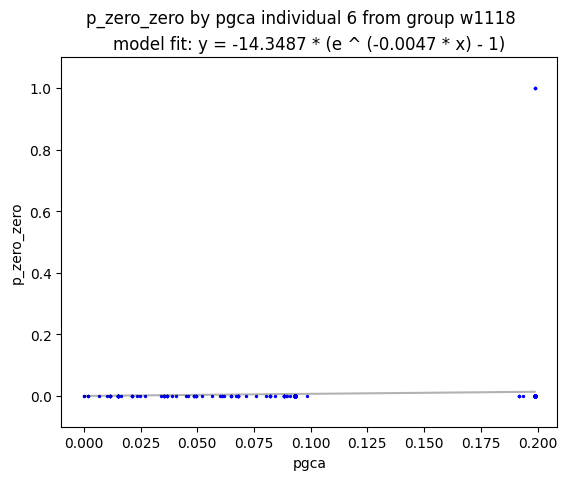 p_zero_zero by pgca individual 6 from group w1118
model fit: y = -14.3487 * (e ^ (-0.0047 * x) - 1)
1.0
0.8
0.6
0.4
0.2
0.0
p_zero_zero
0.000 0.025 0.050 0.075 0.100 0.125 0.150 0.175 0.200
pgca